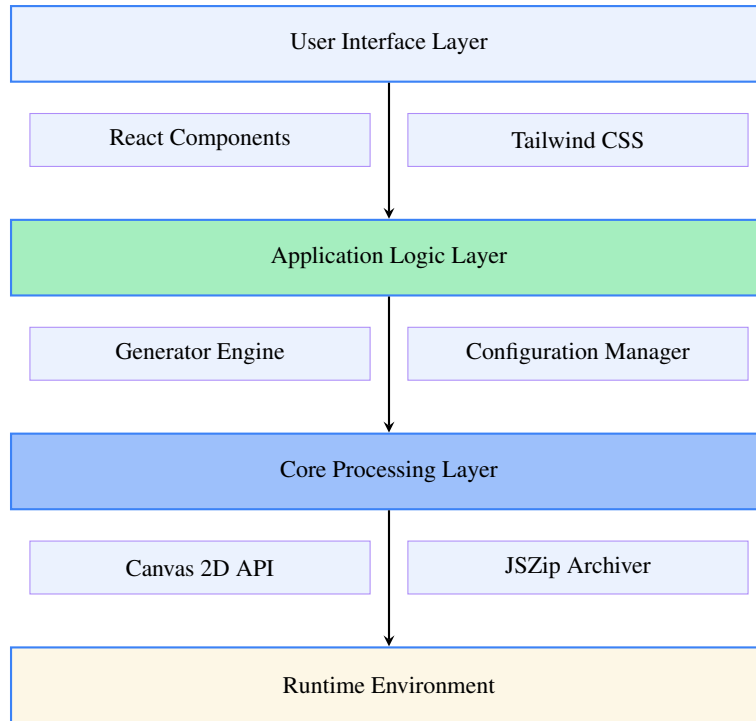 User Interface Layer
React Components
Tailwind CSS
Application Logic Layer
Generator Engine
Configuration Manager
Core Processing Layer
Canvas 2D API
JSZip Archiver
Runtime Environment